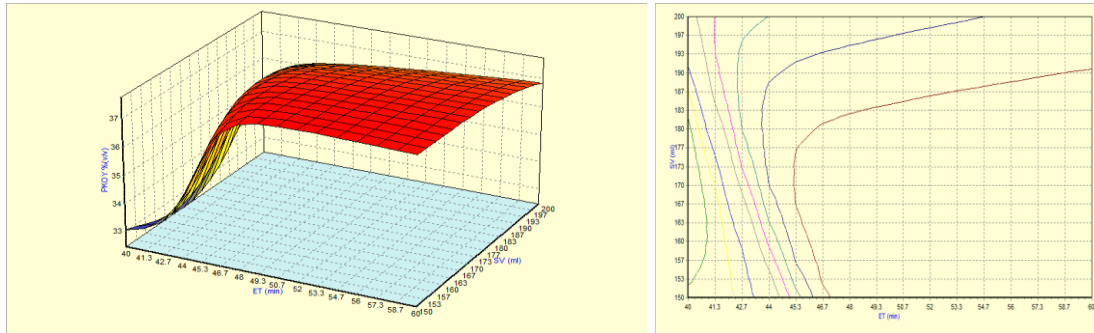 37
36
35
34
33
PKOY %(v/v)
40 41.3 42.7 44 45.3 46.7 48 49.3 50.7 52 53.3 54.7 56 57.3 58.7 60
ET (min)
150 153 157 160 163 167 170 173 177 180 183 187 190 193 197 200
SV (ml)
200
197
193
190
187
183
180
177
173
170
167
163
160
157
153
150
SV (ml)
40 41.3 42.7 44 45.3 46.7 48 49.3 50.7 52 53.3 54.7 56 57.3 58.7 60
ET (min)